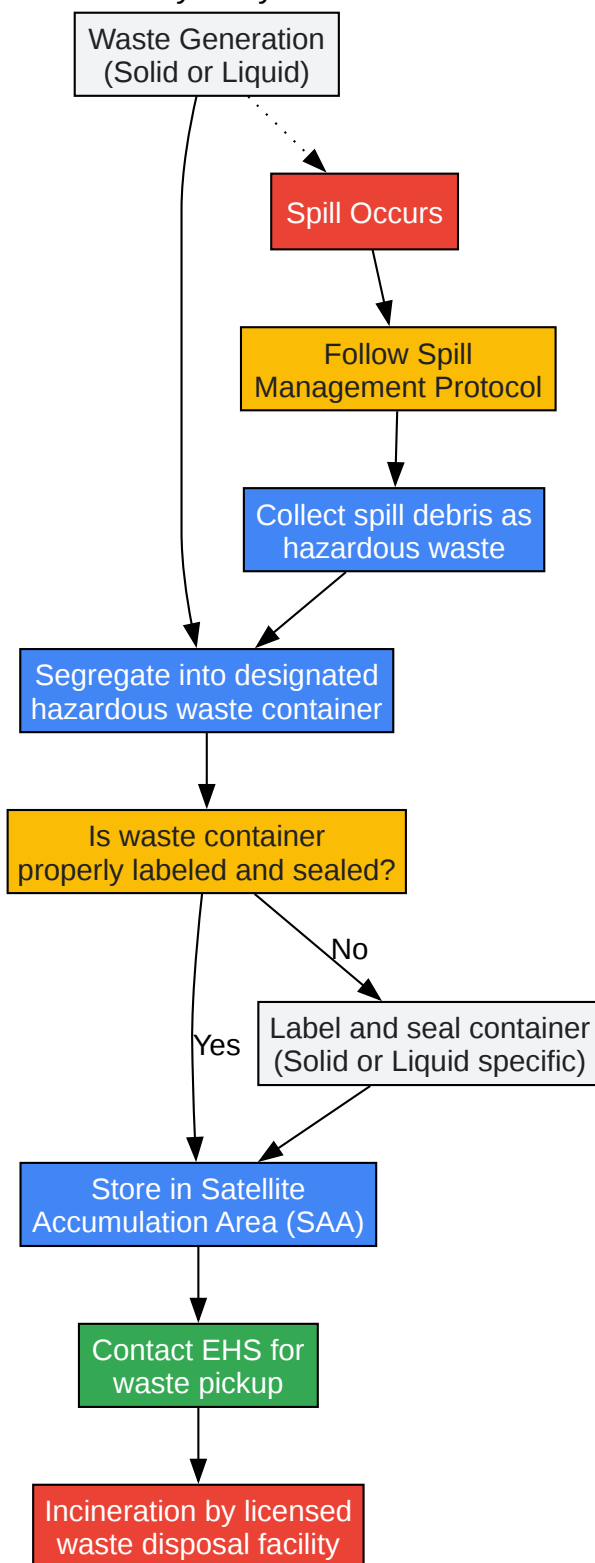 Waste Generation
(Solid or Liquid)
Spill Occurs
Follow Spill
Management Protocol
Collect spill debris as
hazardous waste
Segregate into designated
hazardous waste container
Is waste container
properly labeled and sealed?
No
Label and seal container
(Solid or Liquid specific)
Yes
Store in Satellite
Accumulation Area (SAA)
Contact EHS for
waste pickup
Incineration by licensed
waste disposal facility